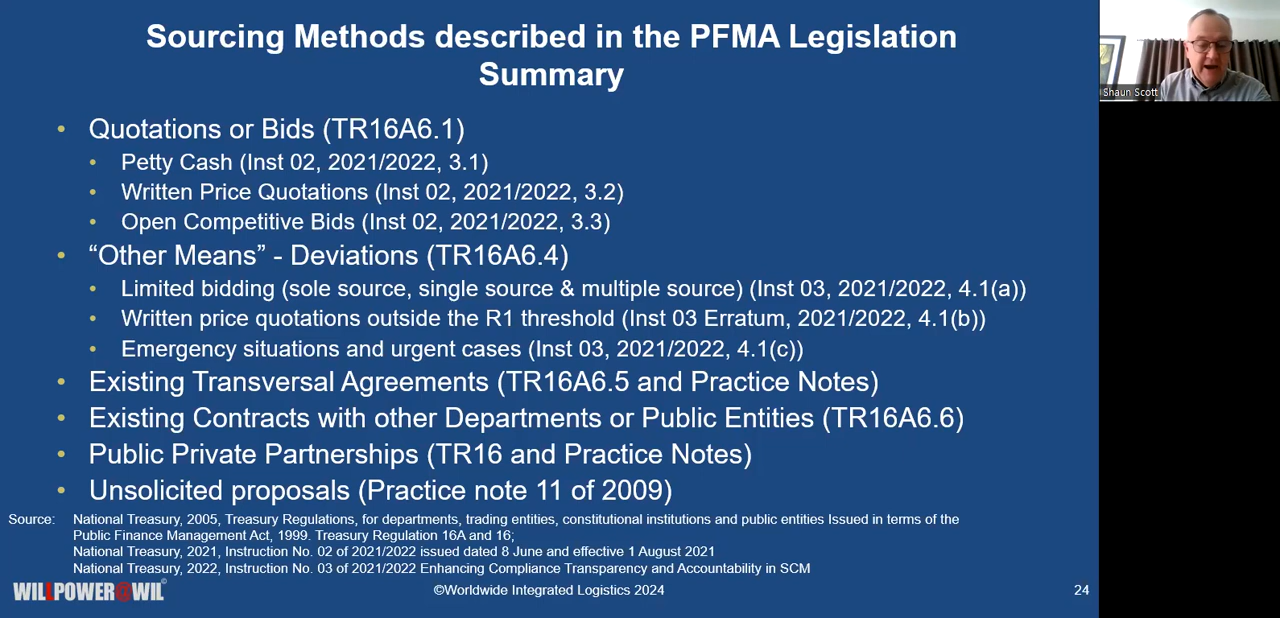 Sourcing Methods described in the PFMA Legislation
Summary
Shaun Scott
• Quotations or Bids (TR16A6.1)
• Petty Cash (Inst 02, 2021/2022, 3.1)
• Written Price Quotations (Inst 02, 2021/2022, 3.2)
• Open Competitive Bids (Inst 02, 2021/2022, 3.3)
• “Other Means” - Deviations (TR16A6.4)
• Limited bidding (sole source, single source & multiple source) (Inst 03, 2021/2022, 4.1(a))
• Written price quotations outside the R1 threshold (Inst 03 Erratum, 2021/2022, 4.1(b))
• Emergency situations and urgent cases (Inst 03, 2021/2022, 4.1(c))
• Existing Transversal Agreements (TR16A6.5 and Practice Notes)
• Existing Contracts with other Departments or Public Entities (TR16A6.6)
• Public Private Partnerships (TR16 and Practice Notes)
• Unsolicited proposals (Practice note 11 of 2009)
Source: National Treasury, 2005, Treasury Regulations, for departments, trading entities, constitutional institutions and public entities Issued in terms of the
Public Finance Management Act, 1999. Treasury Regulation 16A and 16;
National Treasury, 2021, Instruction No. 02 of 2021/2022 issued dated 8 June and effective 1 August 2021
National Treasury, 2022, Instruction No. 03 of 2021/2022 Enhancing Compliance Transparency and Accountability in SCM
WILLPOWER@WIL©
©Worldwide Integrated Logistics 2024
24